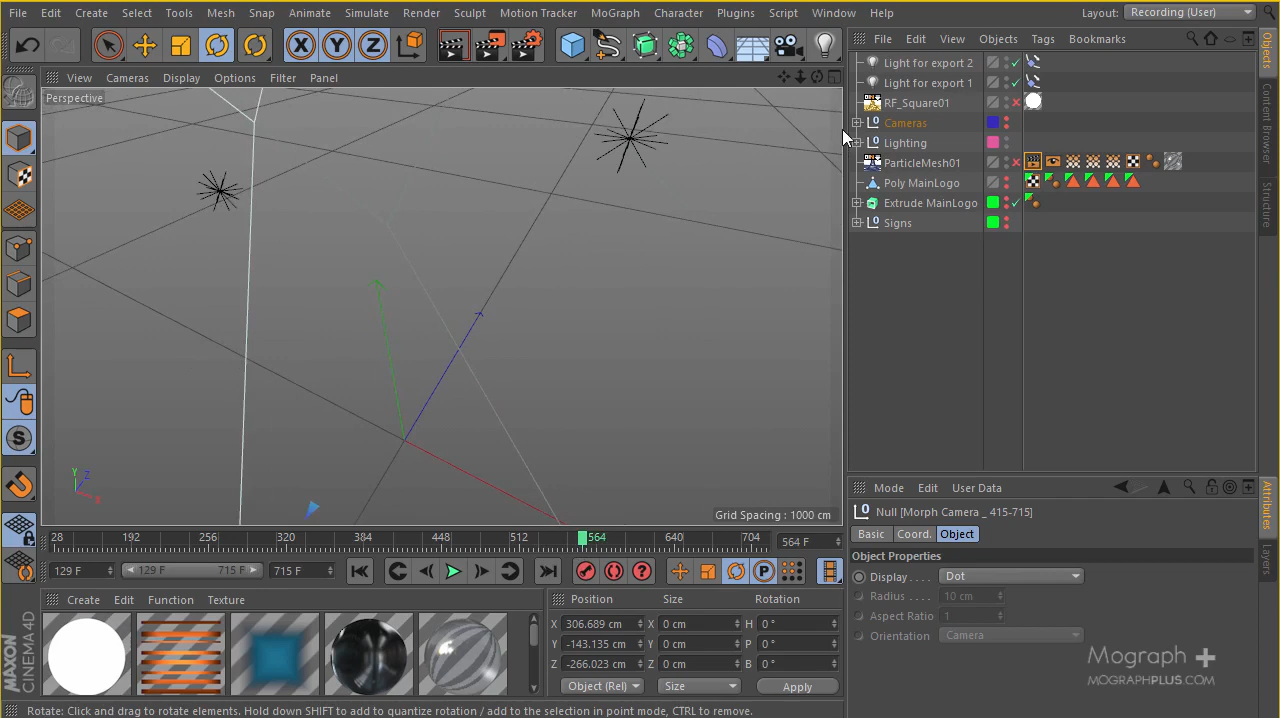 File Edit Create Select Tools Mesh Snap Animate Simulate Render Sculpt Motion Tracker MoGraph Character Plugins Script Window Help Layout: Recording (User)
File Edit View Objects Tags Bookmarks
View Cameras Display Options Filter Panel
Perspective
Light for export 2
Light for export 1
RF_Square01
Cameras
Lighting
ParticleMesh01
Poly MainLogo
Extrude MainLogo
Signs
Objects
Content Browser
Structure
X Y Z
Y Z X
Grid Spacing : 1000 cm
28 192 256 320 384 448 512 564 640 704 564 F
129 F 129 F 715 F 715 F
Mode Edit User Data
Null [Morph Camera _ 415-715]
Basic Coord. Object
Object Properties
Display . . . . Dot
Radius . . . . 10 cm
Aspect Ratio 1
Orientation Camera
Attributes
Layers
Create Edit Function Texture
Position Size Rotation
X 306.689 cm X 0 cm H 0 °
Y -143.135 cm Y 0 cm P 0 °
Z -266.023 cm Z 0 cm B 0 °
Object (Rel) Size Apply
MAXON
CINEMA 4D
Mograph +
MOGRAPHPLUS.COM
Rotate: Click and drag to rotate elements. Hold down SHIFT to add to quantize rotation / add to the selection in point mode, CTRL to remove.